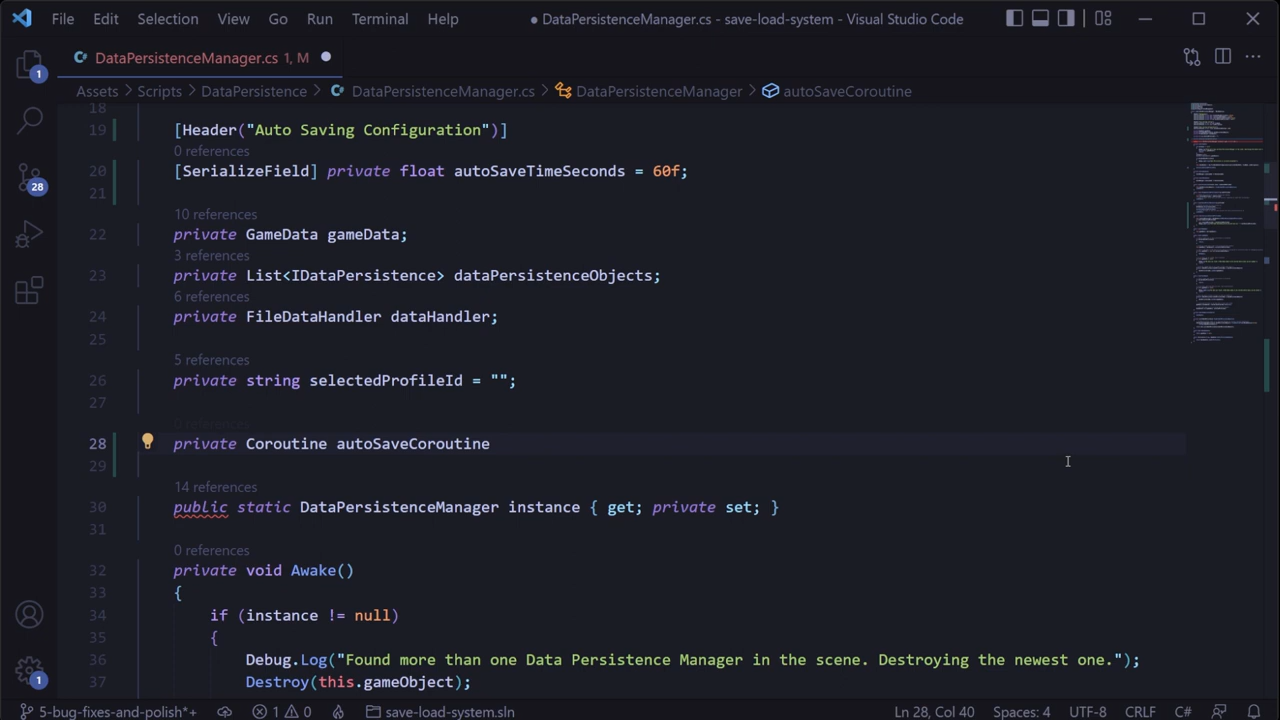 File Edit Selection View Go Run Terminal Help
● DataPersistenceManager.cs - save-load-system - Visual Studio Code
DataPersistenceManager.cs 1, M
Assets > Scripts > DataPersistence > DataPersistenceManager.cs > DataPersistenceManager > autoSaveCoroutine
18
19 [Header("Auto Saving Configuration")]
0 references
20 [SerializeField] private float autoSaveTimeSeconds = 60f;
21
10 references
22 private GameData gameData;
3 references
23 private List<IDataPersistence> dataPersistenceObjects;
6 references
24 private FileDataHandler dataHandler;
25
5 references
26 private string selectedProfileId = "";
27
0 references
28 private Coroutine autoSaveCoroutine
29
14 references
30 public static DataPersistenceManager instance { get; private set; }
31
0 references
32 private void Awake()
33 {
34 if (instance != null)
35 {
36 Debug.Log("Found more than one Data Persistence Manager in the scene. Destroying the newest one.");
37 Destroy(this.gameObject);
1
28
1
5-bug-fixes-and-polish*+ 1 0 save-load-system.sln Ln 28, Col 40 Spaces: 4 UTF-8 CRLF C#